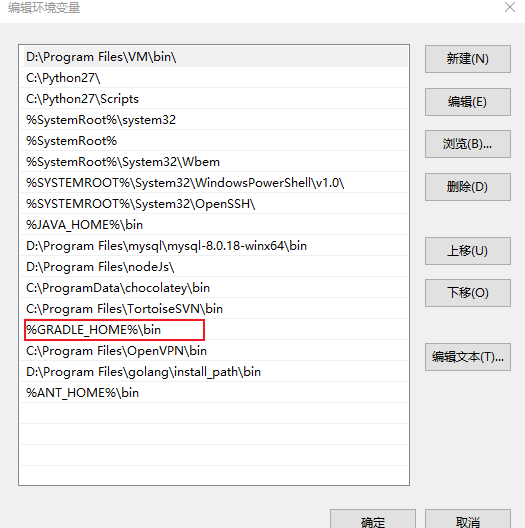 编辑环境变量
D:\Program Files\VM\bin\
新建(N)
C:\Python27\
C:\Python27\Scripts
编辑(E)
%SystemRoot%\system32
%SystemRoot%
浏览(B)...
%SystemRoot%\System32\Wbem
%SYSTEMROOT%\System32\WindowsPowerShell\v1.0\
删除(D)
%SYSTEMROOT%\System32\OpenSSH\
%JAVA_HOME%\bin
D:\Program Files\mysql\mysql-8.0.18-winx64\bin
上移(U)
D:\Program Files\nodeJs\
C:\ProgramData\chocolatey\bin
下移(O)
C:\Program Files\TortoiseSVN\bin
%GRADLE_HOME%\bin
C:\Program Files\OpenVPN\bin
编辑文本(T)...
D:\Program Files\golang\install_path\bin
%ANT_HOME%\bin
确定
取消